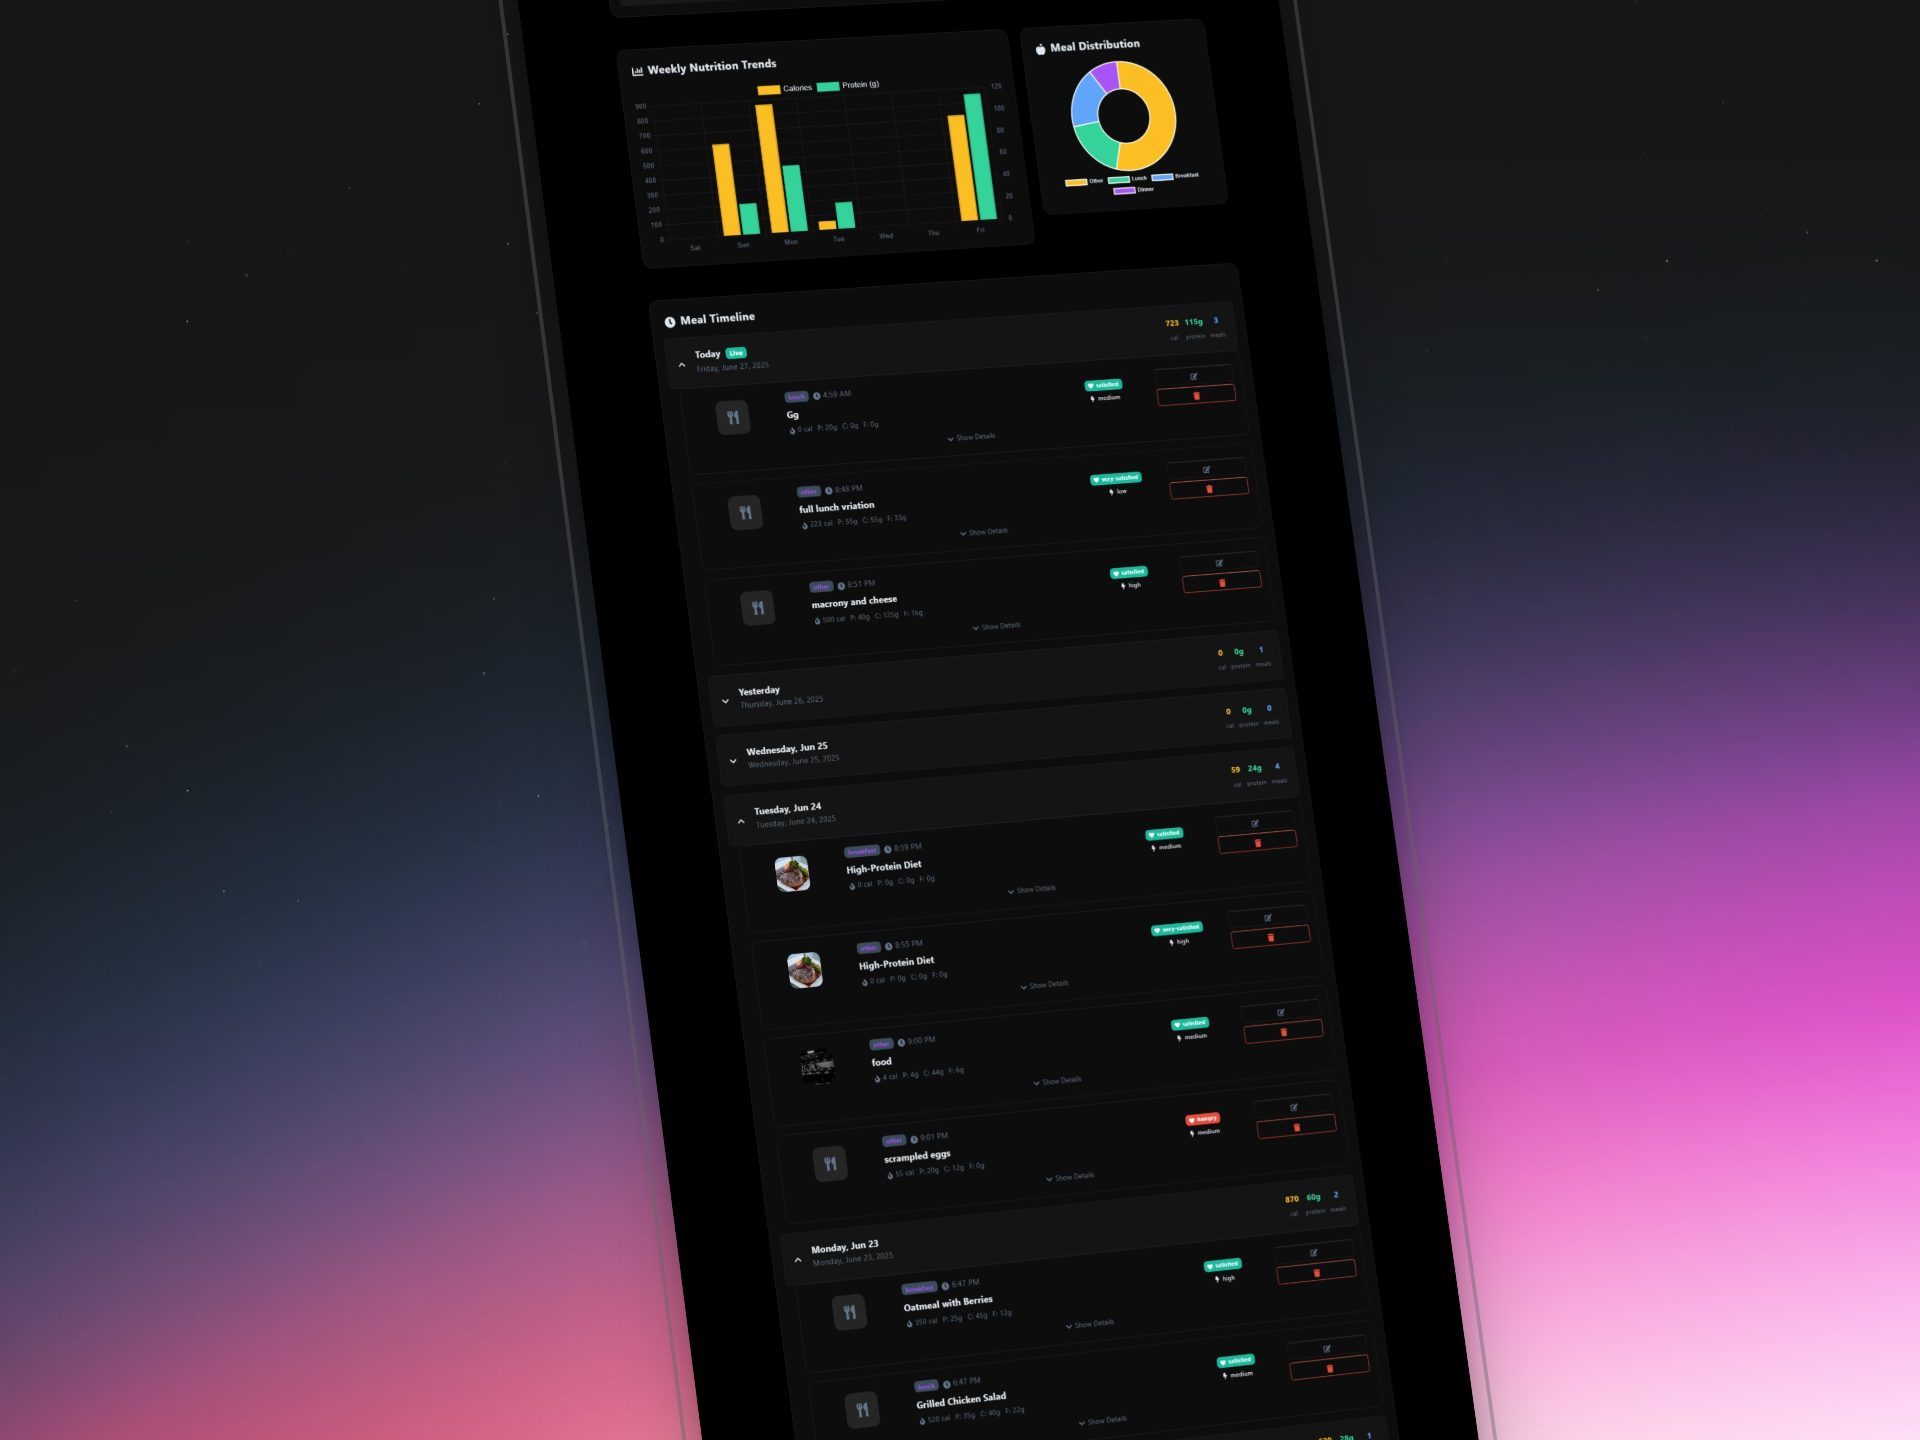 Weekly Nutrition Trends
Calories Protein (g)
900
800
700
600
500
400
300
200
100
0
120
100
80
60
40
20
0
Sat Sun Mon Tue Wed Thu Fri
Meal Distribution
Other Lunch Breakfast
Dinner
Meal Timeline
Today Live
Friday, June 27, 2025
723 115g 3
cal protein meals
lunch 4:59 AM
Gg
0 cal P: 20g C: 0g F: 0g
satisfied
medium
Show Details
other 8:48 PM
full lunch vriation
223 cal P: 55g C: 55g F: 33g
very satisfied
low
Show Details
other 8:51 PM
macrony and cheese
500 cal P: 40g C: 125g F: 16g
satisfied
high
Show Details
Yesterday
Thursday, June 26, 2025
0 0g 1
cal protein meals
Wednesday, Jun 25
Wednesday, June 25, 2025
0 0g 0
cal protein meals
Tuesday, Jun 24
Tuesday, June 24, 2025
59 24g 4
cal protein meals
breakfast 8:39 PM
High-Protein Diet
0 cal P: 0g C: 0g F: 0g
satisfied
medium
Show Details
other 8:55 PM
High-Protein Diet
0 cal P: 0g C: 0g F: 0g
very-satisfied
high
Show Details
other 9:00 PM
food
4 cal P: 4g C: 44g F: 6g
satisfied
medium
Show Details
other 9:01 PM
scrampled eggs
55 cal P: 20g C: 12g F: 0g
hungry
medium
Show Details
Monday, Jun 23
Monday, June 23, 2025
870 60g 2
cal protein meals
breakfast 6:47 PM
Oatmeal with Berries
350 cal P: 25g C: 45g F: 12g
satisfied
high
Show Details
lunch 6:47 PM
Grilled Chicken Salad
520 cal P: 35g C: 40g F: 22g
satisfied
medium
Show Details
28g 1